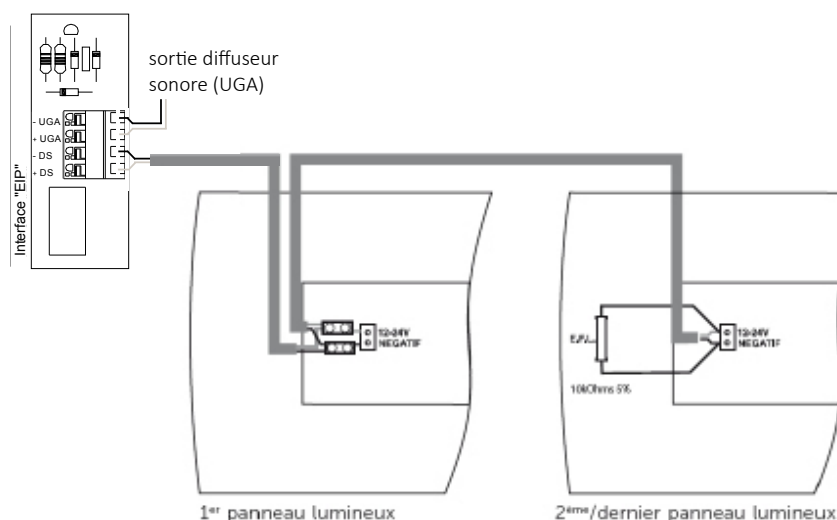 sortie diffuseur
sonore (UGA)
- UGA
+ UGA
- DS
+ DS
Interface "EIP"
12-24V
NEGATIF
12-24V
NEGATIF
10kOhms 5%
1er panneau lumineux
2ème/dernier panneau lumineux